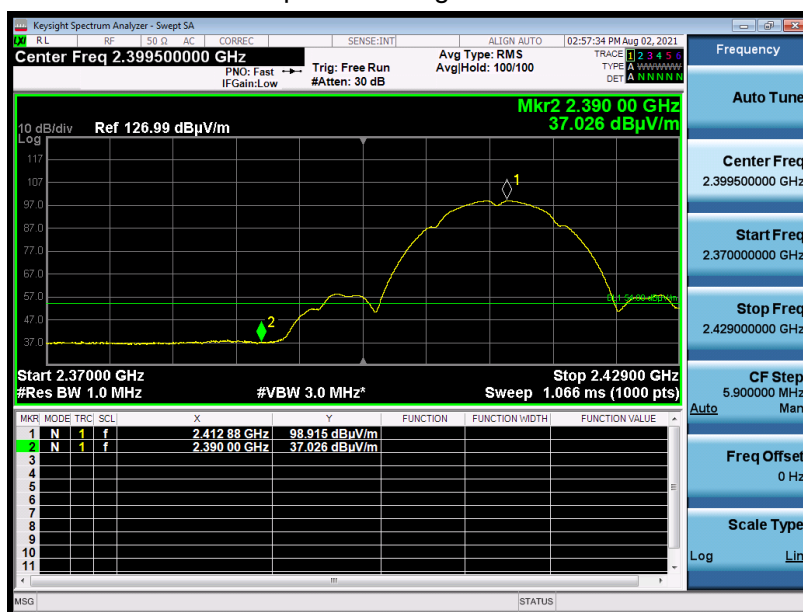 Keysight Spectrum Analyzer - Swept SA
LXI RL RF 50 Ω AC CORREC SENSE:INT ALIGN AUTO 02:57:34 PM Aug 02, 2021
Center Freq 2.399500000 GHz
PNO: Fast
IFGain:Low
Trig: Free Run
#Atten: 30 dB
Avg Type: RMS
Avg|Hold: 100/100
TRACE 1 2 3 4 5 6
TYPE A WWWWW
DET A N N N N N
Mkr2 2.390 00 GHz
37.026 dBµV/m
10 dB/div Ref 126.99 dBµV/m
Log
117
107
97.0
87.0
77.0
67.0
57.0
47.0
37.0
1
2
Start 2.37000 GHz Stop 2.42900 GHz
#Res BW 1.0 MHz #VBW 3.0 MHz* Sweep 1.066 ms (1000 pts)
MKR MODE TRC SCL X Y FUNCTION FUNCTION WIDTH FUNCTION VALUE
1 N 1 f 2.412 88 GHz 98.915 dBµV/m
2 N 1 f 2.390 00 GHz 37.026 dBµV/m
3
4
5
6
7
8
9
10
11
MSG STATUS
Frequency
Auto Tune
Center Freq
2.399500000 GHz
Start Freq
2.370000000 GHz
Stop Freq
2.429000000 GHz
CF Step
5.900000 MHz
Auto Man
Freq Offset
0 Hz
Scale Type
Log Lin